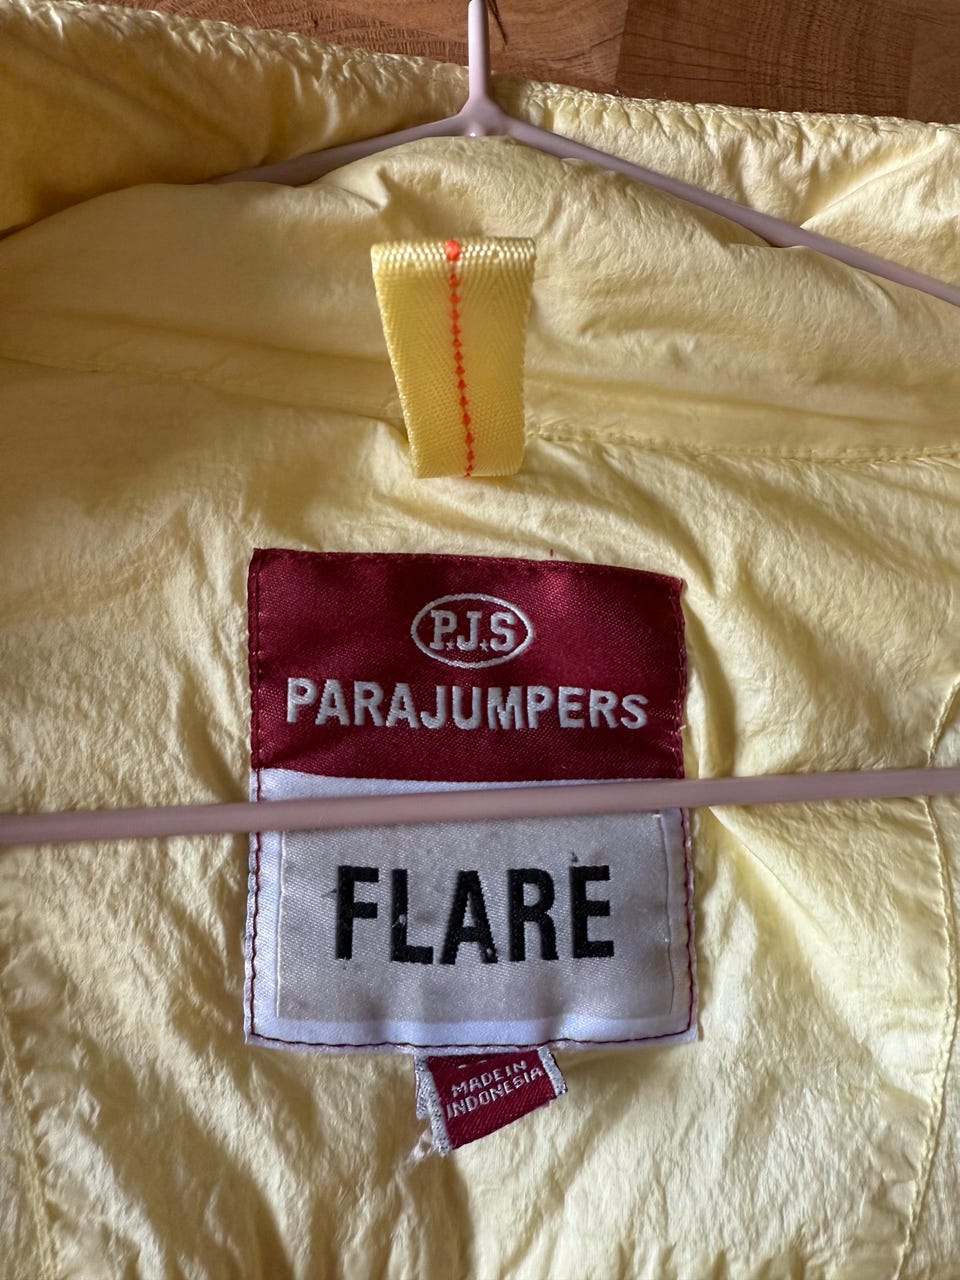 P.J.S
PARAJUMPERS
FLARE
MADE IN
INDONESIA